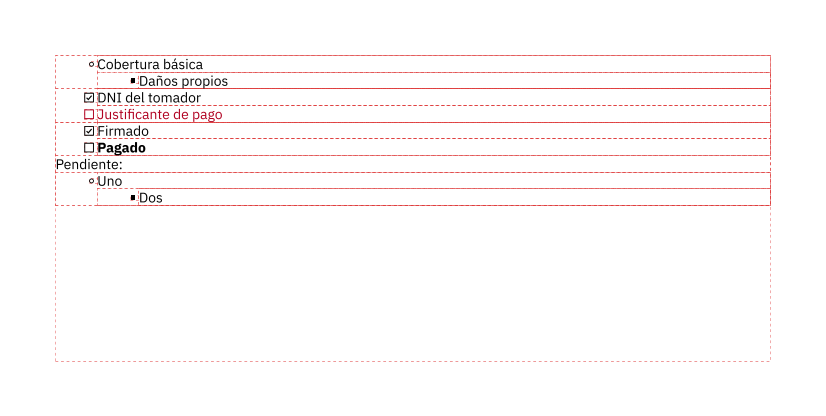 ◦ Cobertura básica
▪ Daños propios
☑ DNI del tomador
☐ Justificante de pago
☑ Firmado
☐ Pagado
Pendiente:
◦ Uno
▪ Dos